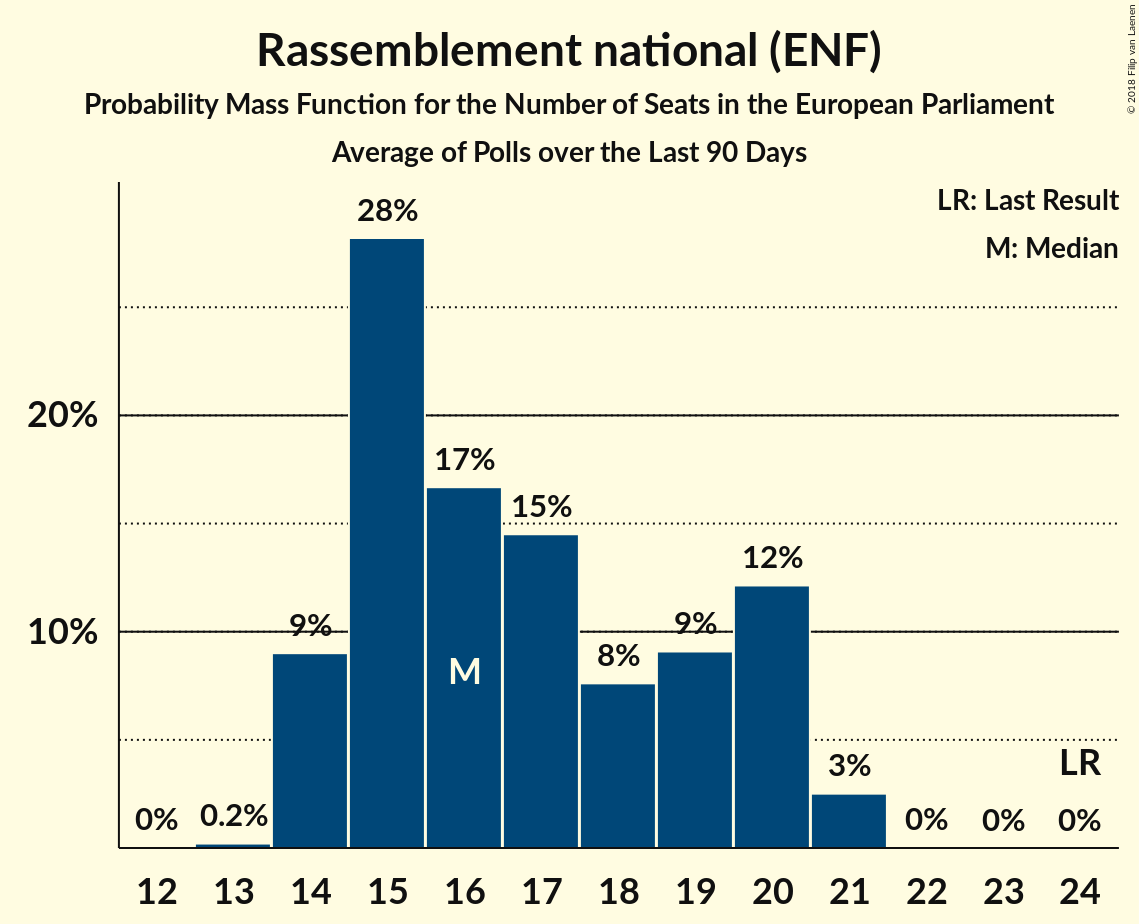 Rassemblement national (ENF)
Probability Mass Function for the Number of Seats in the European Parliament
Average of Polls over the Last 90 Days
© 2018 Filip van Laenen
LR: Last Result
M: Median
28%
20%
17%
15%
12%
10%
9%
9%
8%
M
3%
LR
0%
0.2%
0%
0%
0%
12 13 14 15 16 17 18 19 20 21 22 23 24